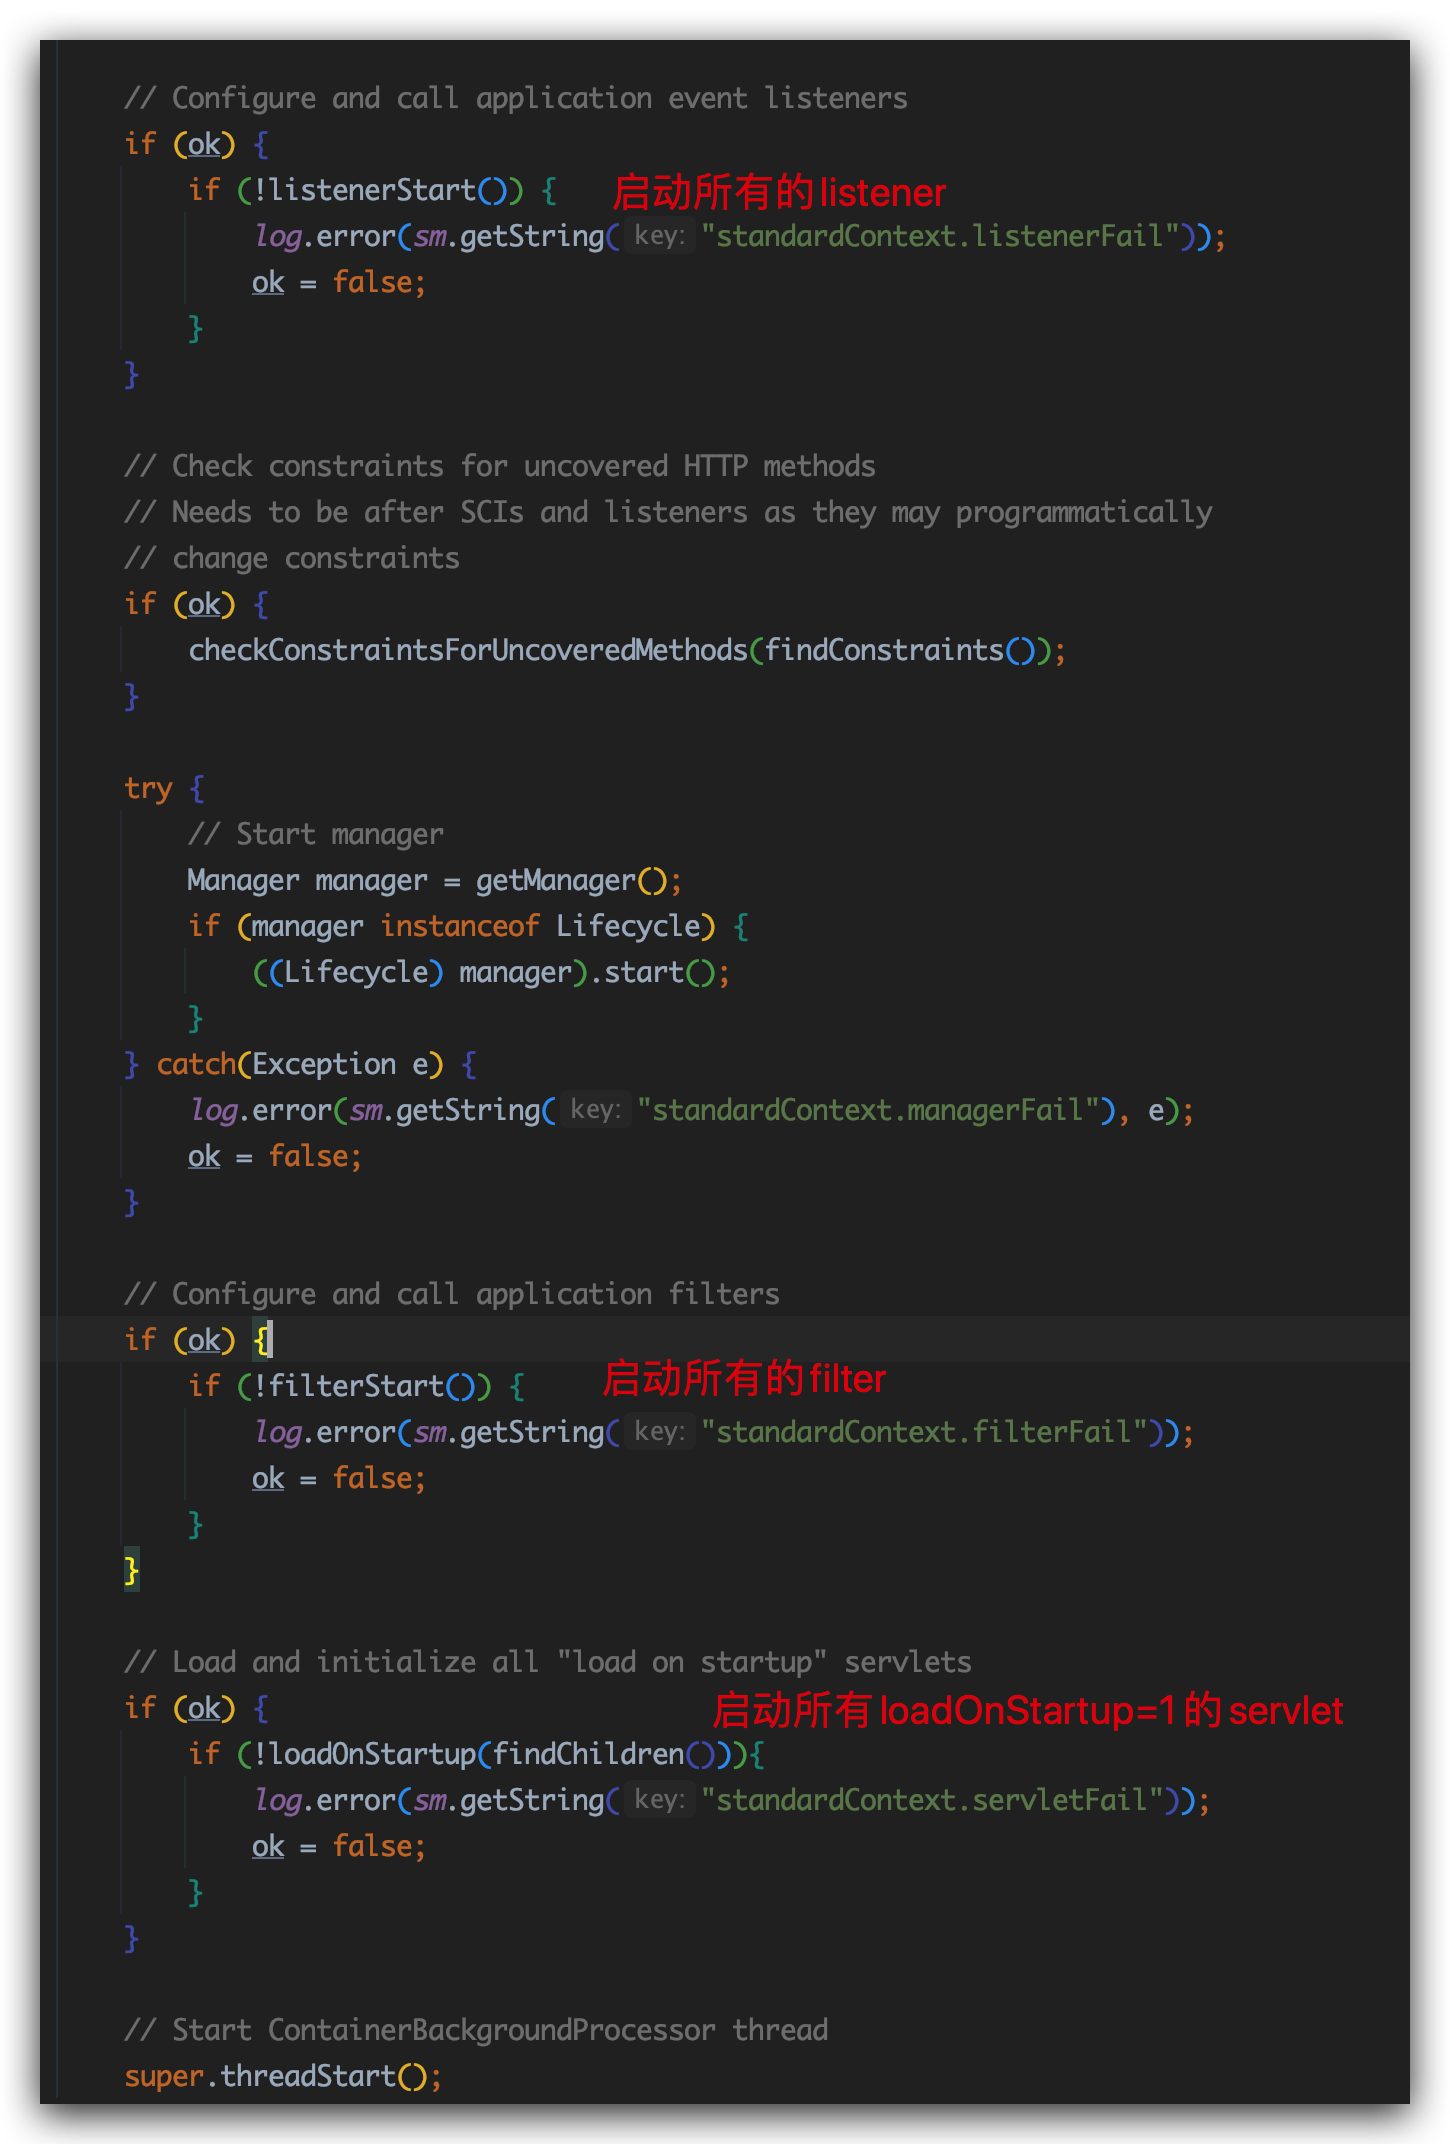 // Configure and call application event listeners
if (ok) {
if (!listenerStart()) { 启动所有的listener
log.error(sm.getString( key: "standardContext.listenerFail"));
ok = false;
}
}
// Check constraints for uncovered HTTP methods
// Needs to be after SCIs and listeners as they may programmatically
// change constraints
if (ok) {
checkConstraintsForUncoveredMethods(findConstraints());
}
try {
// Start manager
Manager manager = getManager();
if (manager instanceof Lifecycle) {
((Lifecycle) manager).start();
}
} catch(Exception e) {
log.error(sm.getString( key: "standardContext.managerFail"), e);
ok = false;
}
// Configure and call application filters
if (ok) {
if (!filterStart()) { 启动所有的filter
log.error(sm.getString( key: "standardContext.filterFail"));
ok = false;
}
}
// Load and initialize all "load on startup" servlets
if (ok) { 启动所有loadOnStartup=1的servlet
if (!loadOnStartup(findChildren())){
log.error(sm.getString( key: "standardContext.servletFail"));
ok = false;
}
}
// Start ContainerBackgroundProcessor thread
super.threadStart();